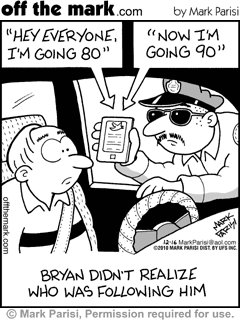 off the mark.com by Mark Parisi
"HEY EVERYONE,
I'M GOING 80"
"NOW I'M
GOING 90"
offthemark.com
MARK
PARISI
12-16 MarkParisi@aol.com
©2010 MARK PARISI DIST. BY UFS INC.
BRYAN DIDN'T REALIZE
WHO WAS FOLLOWING HIM
© Mark Parisi, Permission required for use.